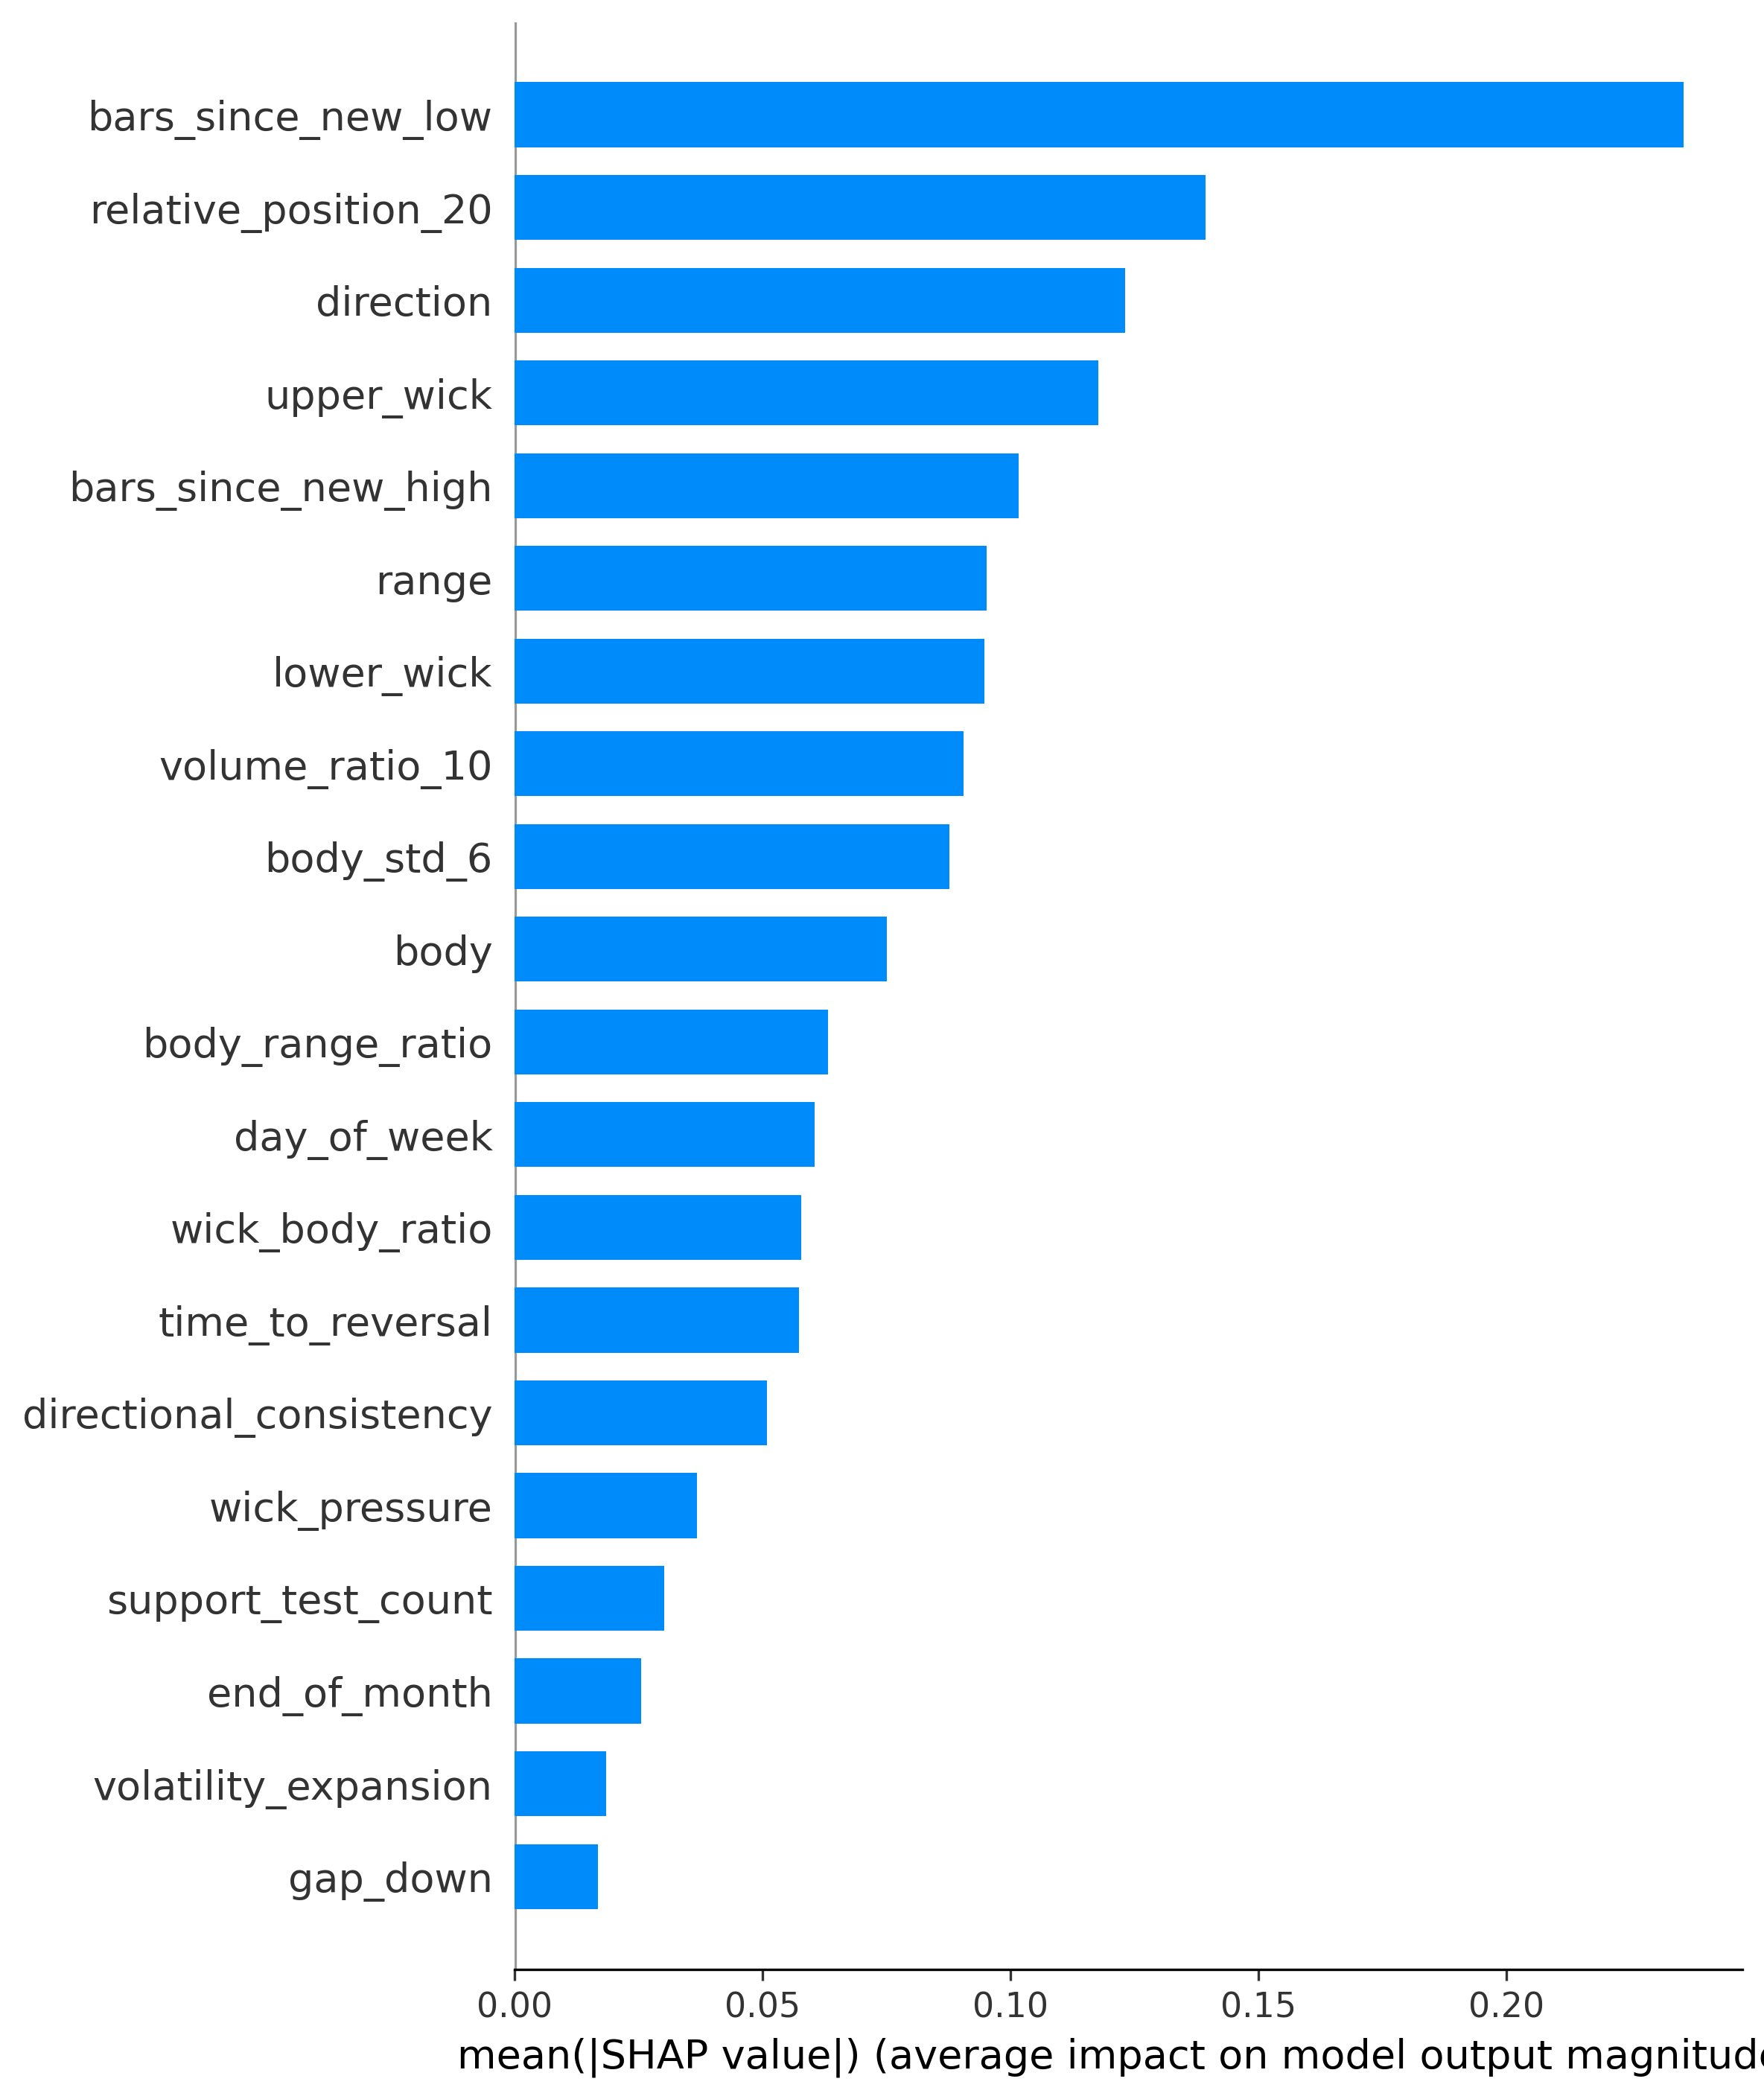 bars_since_new_low
relative_position_20
direction
upper_wick
bars_since_new_high
range
lower_wick
volume_ratio_10
body_std_6
body
body_range_ratio
day_of_week
wick_body_ratio
time_to_reversal
directional_consistency
wick_pressure
support_test_count
end_of_month
volatility_expansion
gap_down
0.00 0.05 0.10 0.15 0.20
mean(|SHAP value|) (average impact on model output magnitude